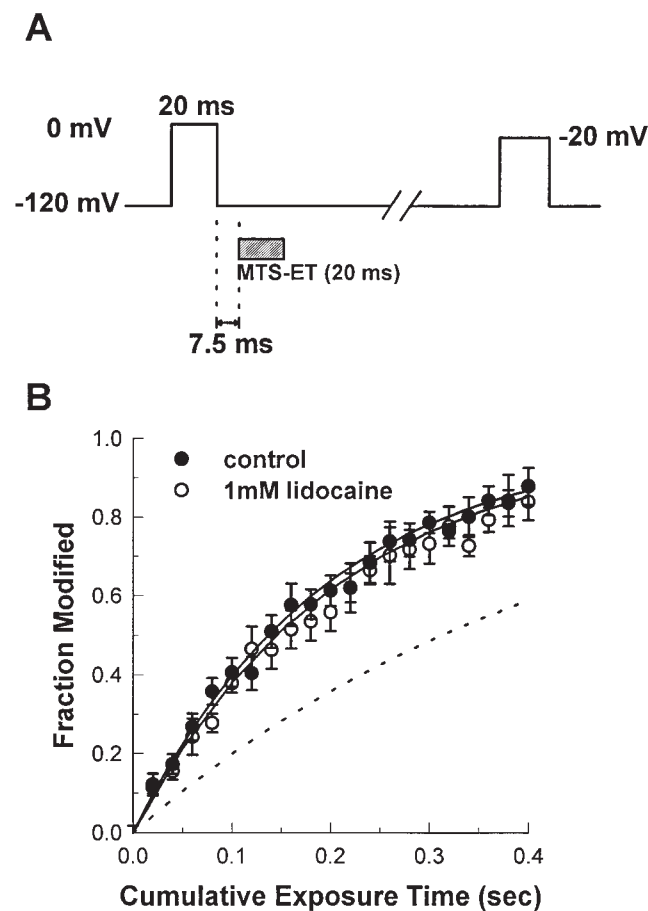 A
20 ms
0 mV
-20 mV
-120 mV
MTS-ET (20 ms)
7.5 ms
B
1.0
0.8
0.6
0.4
0.2
0.0
control
1mM lidocaine
Fraction Modified
0.0 0.1 0.2 0.3 0.4
Cumulative Exposure Time (sec)